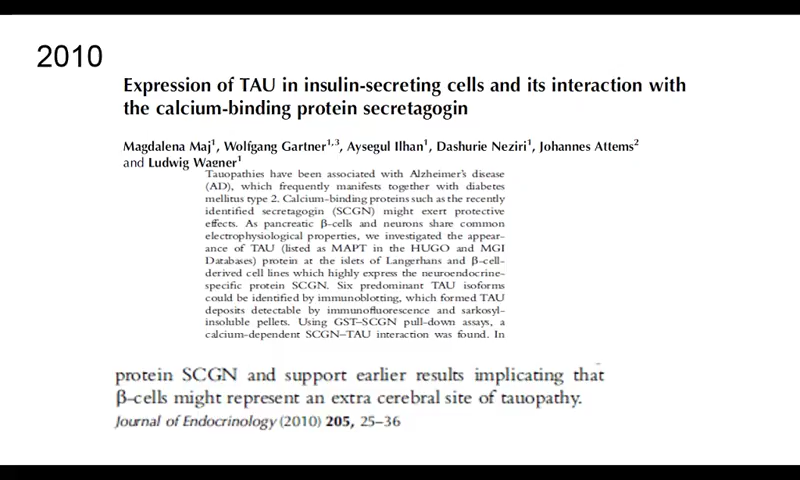 2010
Expression of TAU in insulin-secreting cells and its interaction with
the calcium-binding protein secretagogin
Magdalena Maj1, Wolfgang Gartner1,3, Aysegul Ilhan1, Dashurie Neziri1, Johannes Attems2
and Ludwig Wagner1
Tauopathies have been associated with Alzheimer's disease
(AD), which frequently manifests together with diabetes
mellitus type 2. Calcium-binding proteins such as the recently
identified secretagogin (SCGN) might exert protective
effects. As pancreatic β-cells and neurons share common
electrophysiological properties, we investigated the appear-
ance of TAU (listed as MAPT in the HUGO and MGI
Databases) protein at the islets of Langerhans and β-cell-
derived cell lines which highly express the neuroendocrine-
specific protein SCGN. Six predominant TAU isoforms
could be identified by immunoblotting, which formed TAU
deposits detectable by immunofluorescence and sarkosyl-
insoluble pellets. Using GST–SCGN pull-down assays, a
calcium-dependent SCGN–TAU interaction was found. In
protein SCGN and support earlier results implicating that
β-cells might represent an extra cerebral site of tauopathy.
Journal of Endocrinology (2010) 205, 25–36